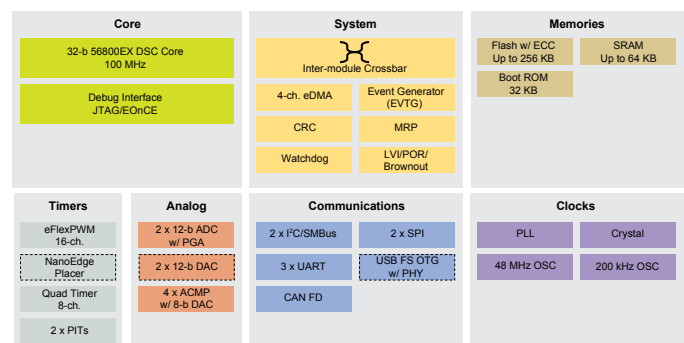 Core
32-b 56800EX DSC Core
100 MHz
Debug Interface
JTAG/EOnCE
System
Inter-module Crossbar
4-ch. eDMA
Event Generator
(EVTG)
CRC
MRP
Watchdog
LVI/POR/
Brownout
Memories
Flash w/ ECC
Up to 256 KB
SRAM
Up to 64 KB
Boot ROM
32 KB
Timers
eFlexPWM
16-ch.
NanoEdge
Placer
Quad Timer
8-ch.
2 x PITs
Analog
2 x 12-b ADC
w/ PGA
2 x 12-b DAC
4 x ACMP
w/ 8-b DAC
Communications
2 x I²C/SMBus
2 x SPI
3 x UART
USB FS OTG
w/ PHY
CAN FD
Clocks
PLL
Crystal
48 MHz OSC
200 kHz OSC